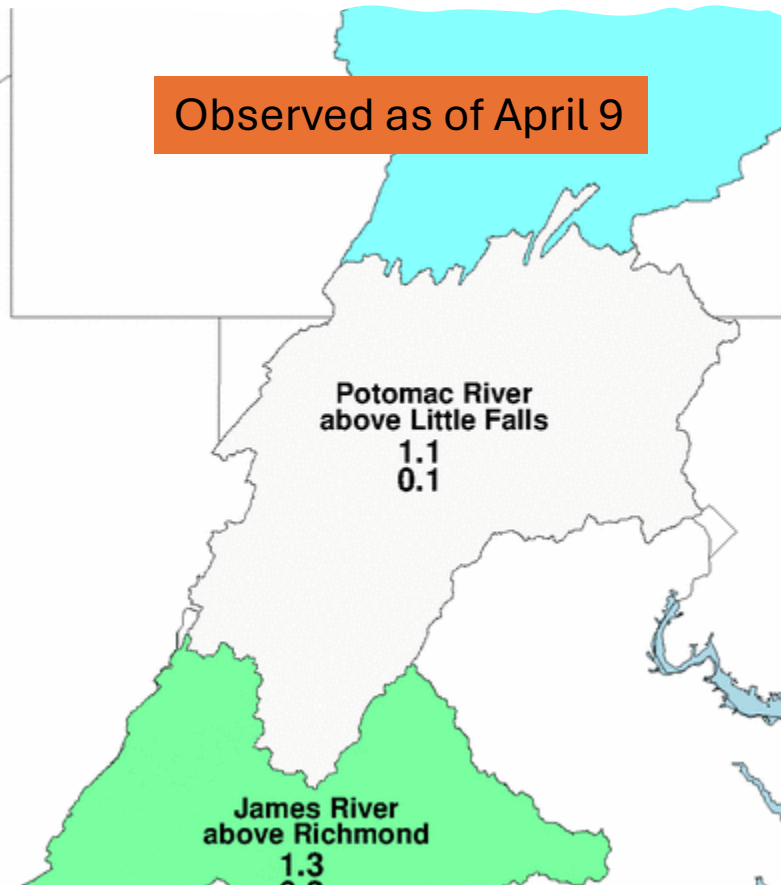 Observed as of April 9
Potomac River
above Little Falls
1.1
0.1
James River
above Richmond
1.3